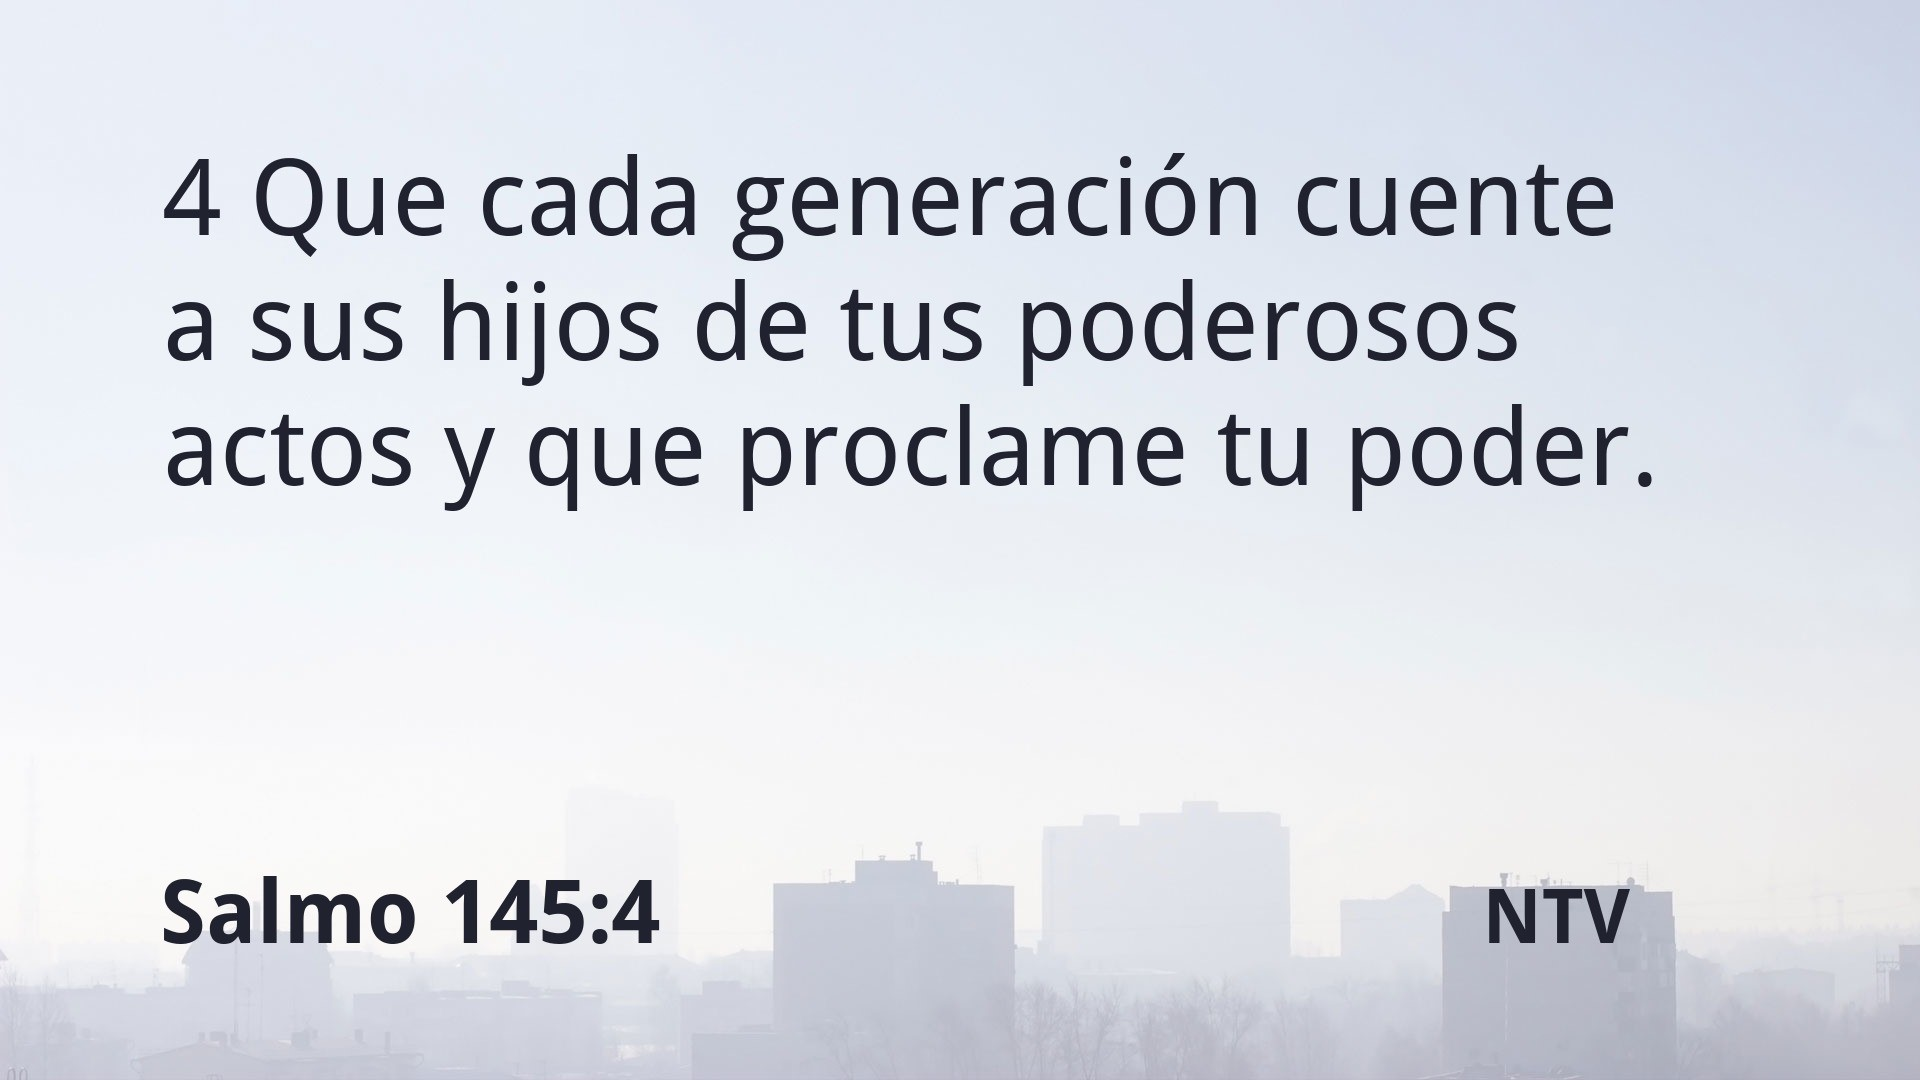 4 Que cada generación cuente
a sus hijos de tus poderosos
actos y que proclame tu poder.
Salmo 145:4
NTV